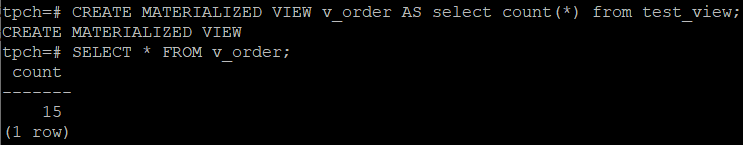 tpch=# CREATE MATERIALIZED VIEW v_order AS select count(*) from test_view;
CREATE MATERIALIZED VIEW
tpch=# SELECT * FROM v_order;
 count
-------
    15
(1 row)